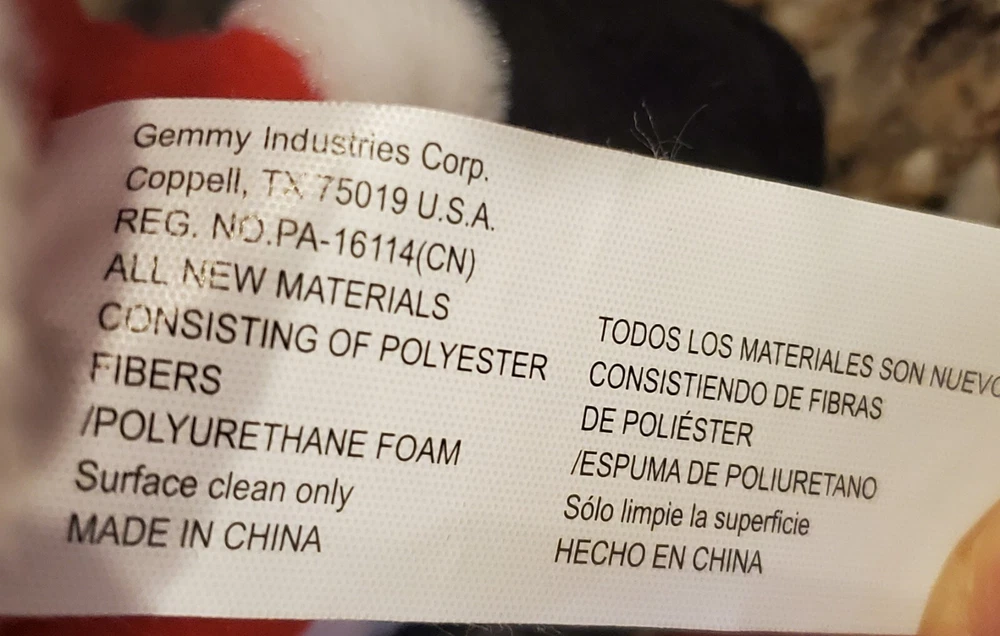 Gemmy Industries Corp.
Coppell, TX 75019 U.S.A.
REG. NO.PA-16114(CN)
ALL NEW MATERIALS
CONSISTING OF POLYESTER
FIBERS
/POLYURETHANE FOAM
Surface clean only
MADE IN CHINA
TODOS LOS MATERIALES SON NUEVO
CONSISTIENDO DE FIBRAS
DE POLIÉSTER
/ESPUMA DE POLIURETANO
Sólo limpie la superficie
HECHO EN CHINA